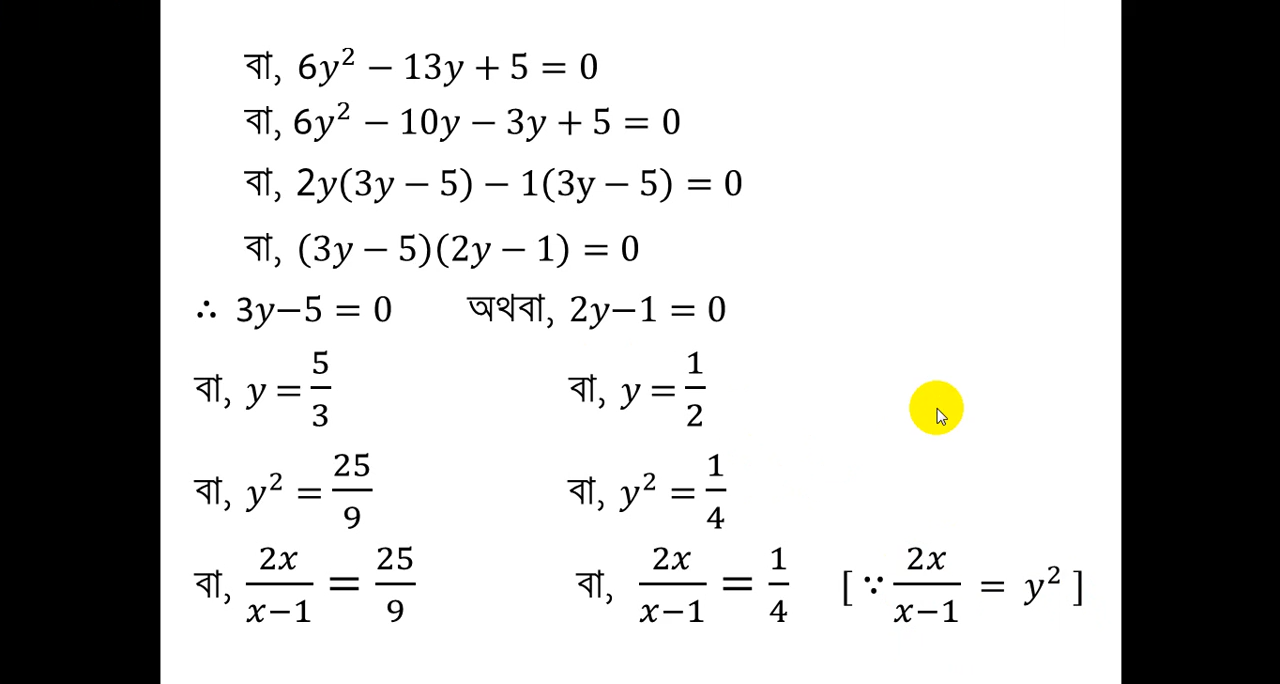 বা, 6y² − 13y + 5 = 0
বা, 6y² − 10y − 3y + 5 = 0
বা, 2y(3y − 5) − 1(3y − 5) = 0
বা, (3y − 5)(2y − 1) = 0
∴ 3y−5 = 0 অথবা, 2y−1 = 0
বা, y = 5/3 বা, y = 1/2
বা, y² = 25/9 বা, y² = 1/4
বা, 2x/(x−1) = 25/9 বা, 2x/(x−1) = 1/4 [ ∵ 2x/(x−1) = y² ]